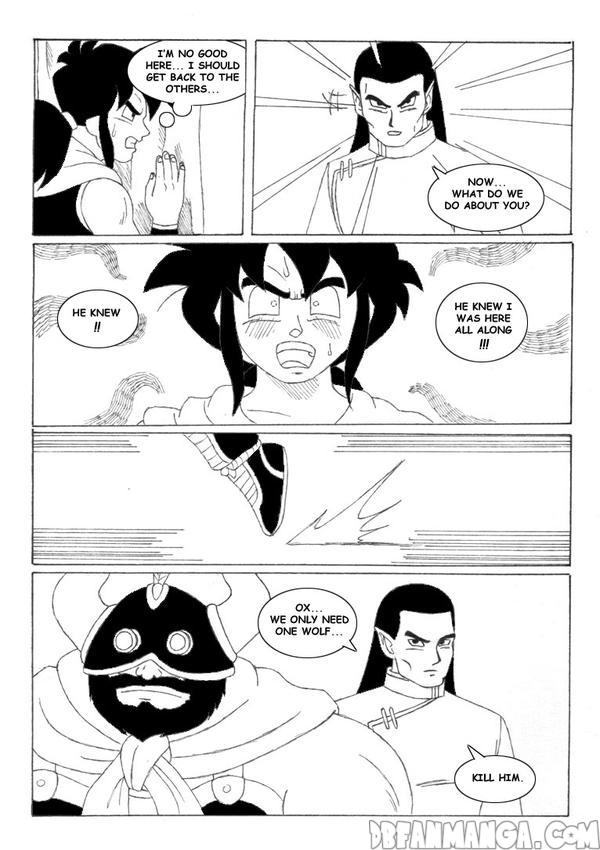 I'M NO GOOD
HERE... I SHOULD
GET BACK TO THE
OTHERS...
NOW...
WHAT DO WE
DO ABOUT YOU?
HE KNEW
!!
HE KNEW I
WAS HERE
ALL ALONG
!!!
OX...
WE ONLY NEED
ONE WOLF...
KILL HIM.
DBFANMANGA.COM